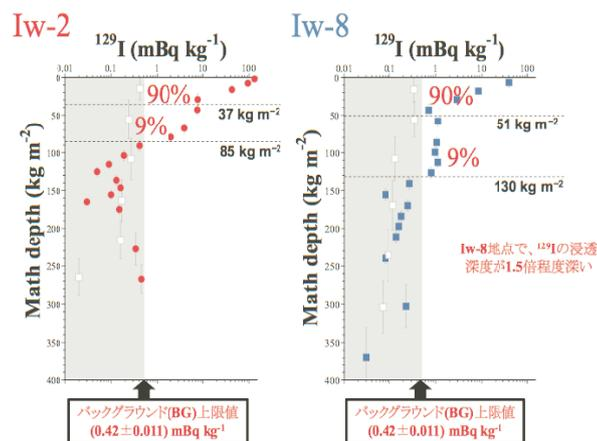 Iw-2
129I (mBq kg-1)
0.01 0.1 1 10 100
0
50
100
150
200
250
300
350
400
Math depth (kg m-2)
90%
37 kg m-2
9%
85 kg m-2
バックグラウンド(BG)上限値
(0.42±0.011) mBq kg-1
Iw-8
129I (mBq kg-1)
0.01 0.1 1 10 100
0
50
100
150
200
250
300
350
400
Math depth (kg m-2)
90%
51 kg m-2
9%
130 kg m-2
Iw-8地点で、129Iの浸透
深度が1.5倍程度深い
バックグラウンド(BG)上限値
(0.42±0.011) mBq kg-1